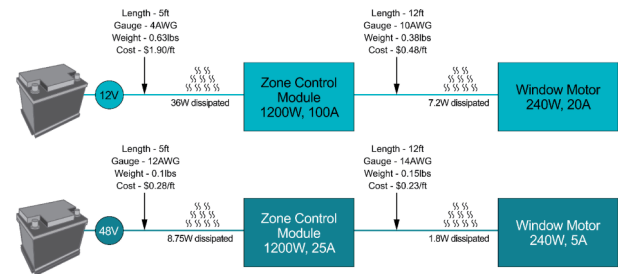 Length - 5ft
Gauge - 4AWG
Weight - 0.63lbs
Cost - $1.90/ft
Length - 12ft
Gauge - 10AWG
Weight - 0.38lbs
Cost - $0.48/ft
12V
36W dissipated
Zone Control
Module
1200W, 100A
7.2W dissipated
Window Motor
240W, 20A
Length - 5ft
Gauge - 12AWG
Weight - 0.1lbs
Cost - $0.28/ft
Length - 12ft
Gauge - 14AWG
Weight - 0.15lbs
Cost - $0.23/ft
48V
8.75W dissipated
Zone Control
Module
1200W, 25A
1.8W dissipated
Window Motor
240W, 5A